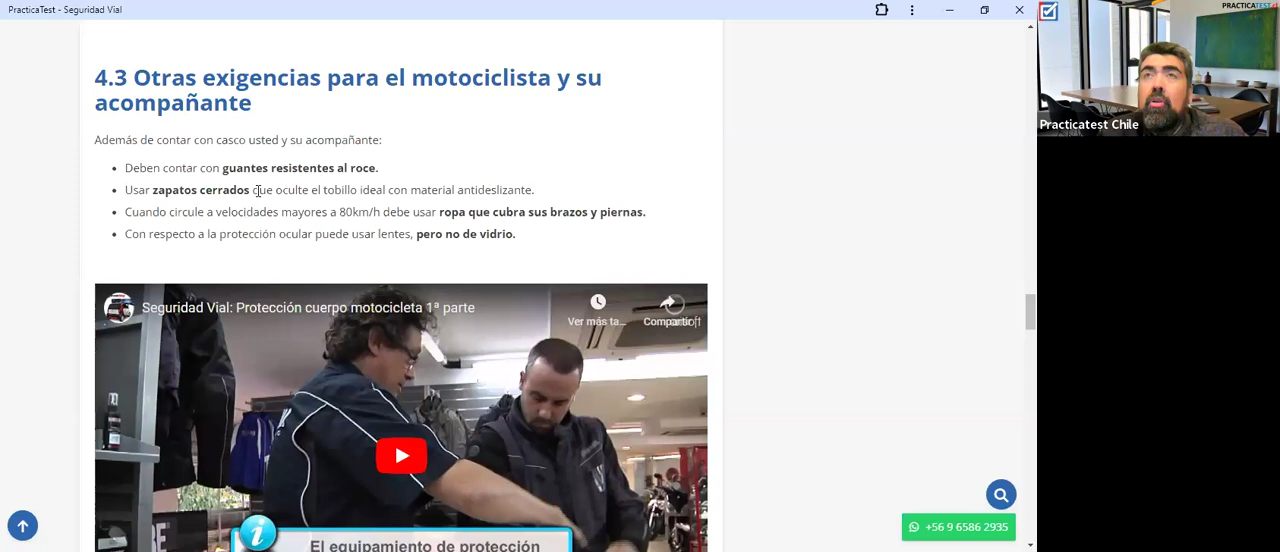 PracticaTest - Seguridad Vial
PRACTICATEST.cl
4.3 Otras exigencias para el motociclista y su
acompañante
Practicatest Chile
Además de contar con casco usted y su acompañante:
• Deben contar con guantes resistentes al roce.
• Usar zapatos cerrados que oculte el tobillo ideal con material antideslizante.
• Cuando circule a velocidades mayores a 80km/h debe usar ropa que cubra sus brazos y piernas.
• Con respecto a la protección ocular puede usar lentes, pero no de vidrio.
Seguridad Vial: Protección cuerpo motocicleta 1ª parte
Ver más ta...
Compartir
+56 9 6586 2935
i
El equipamiento de protección